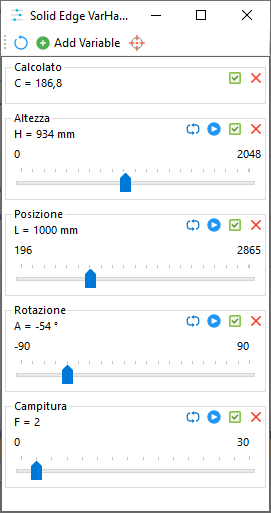 Solid Edge VarHa...
Add Variable
Calcolato
C = 186,8
Altezza
H = 934 mm
0 2048
Posizione
L = 1000 mm
196 2865
Rotazione
A = -54 °
-90 90
Campitura
F = 2
0 30